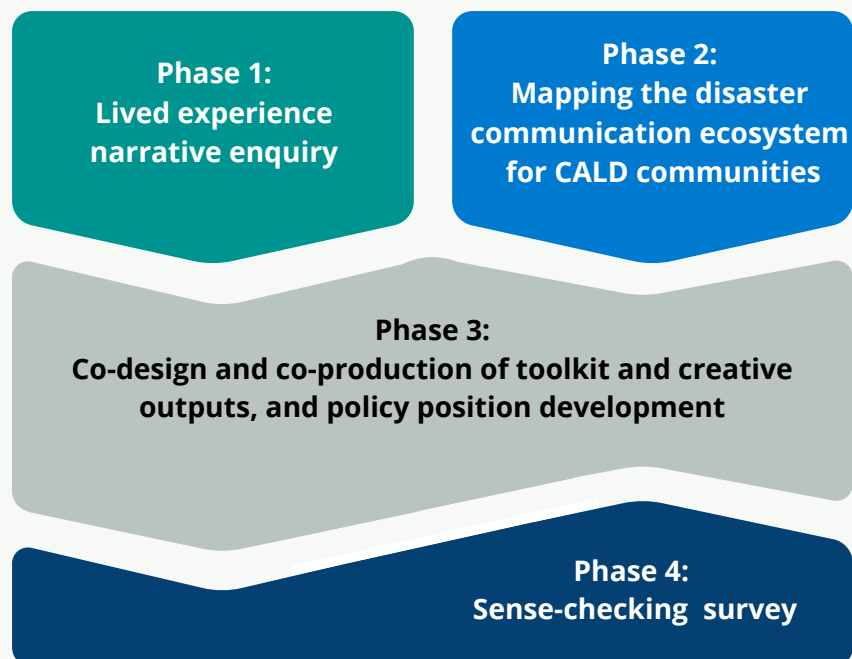 Phase 1:
Lived experience
narrative enquiry
Phase 2:
Mapping the disaster
communication ecosystem
for CALD communities
Phase 3:
Co-design and co-production of toolkit and creative
outputs, and policy position development
Phase 4:
Sense-checking survey